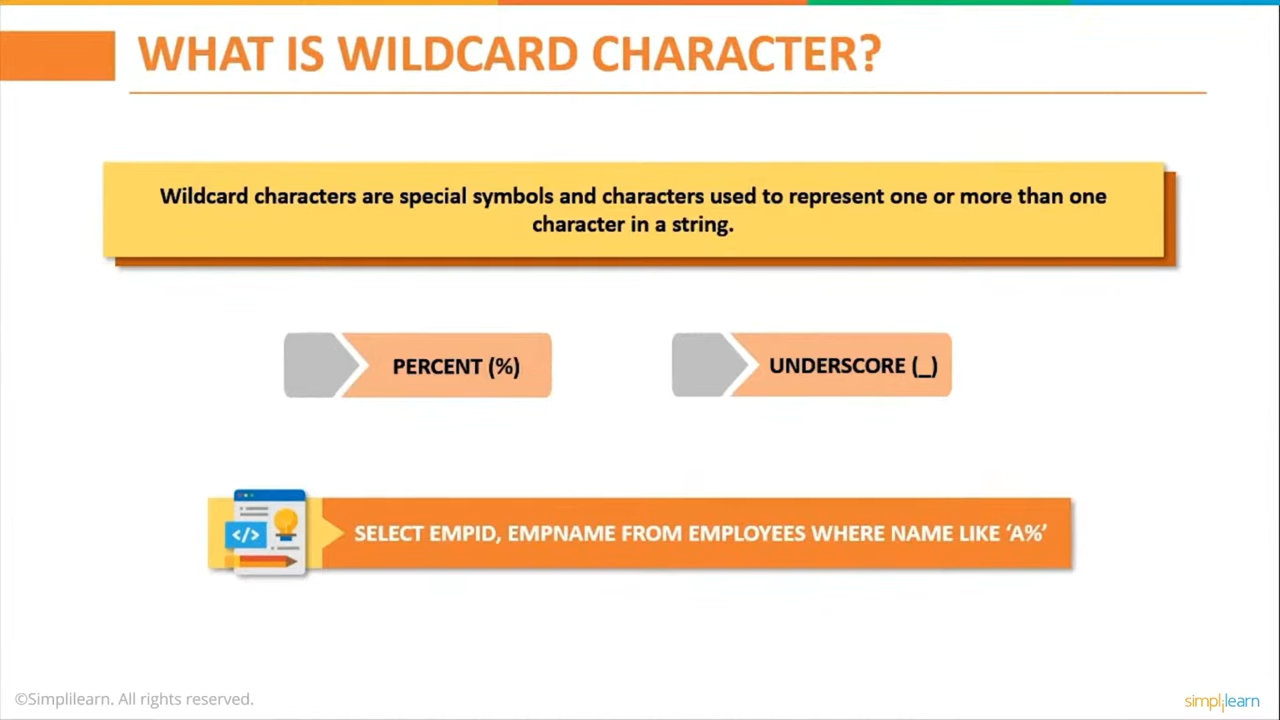 WHAT IS WILDCARD CHARACTER?
Wildcard characters are special symbols and characters used to represent one or more than one
character in a string.
PERCENT (%)
UNDERSCORE (_)
</>
SELECT EMPID, EMPNAME FROM EMPLOYEES WHERE NAME LIKE ‘A%’
©Simplilearn. All rights reserved.
simplilearn